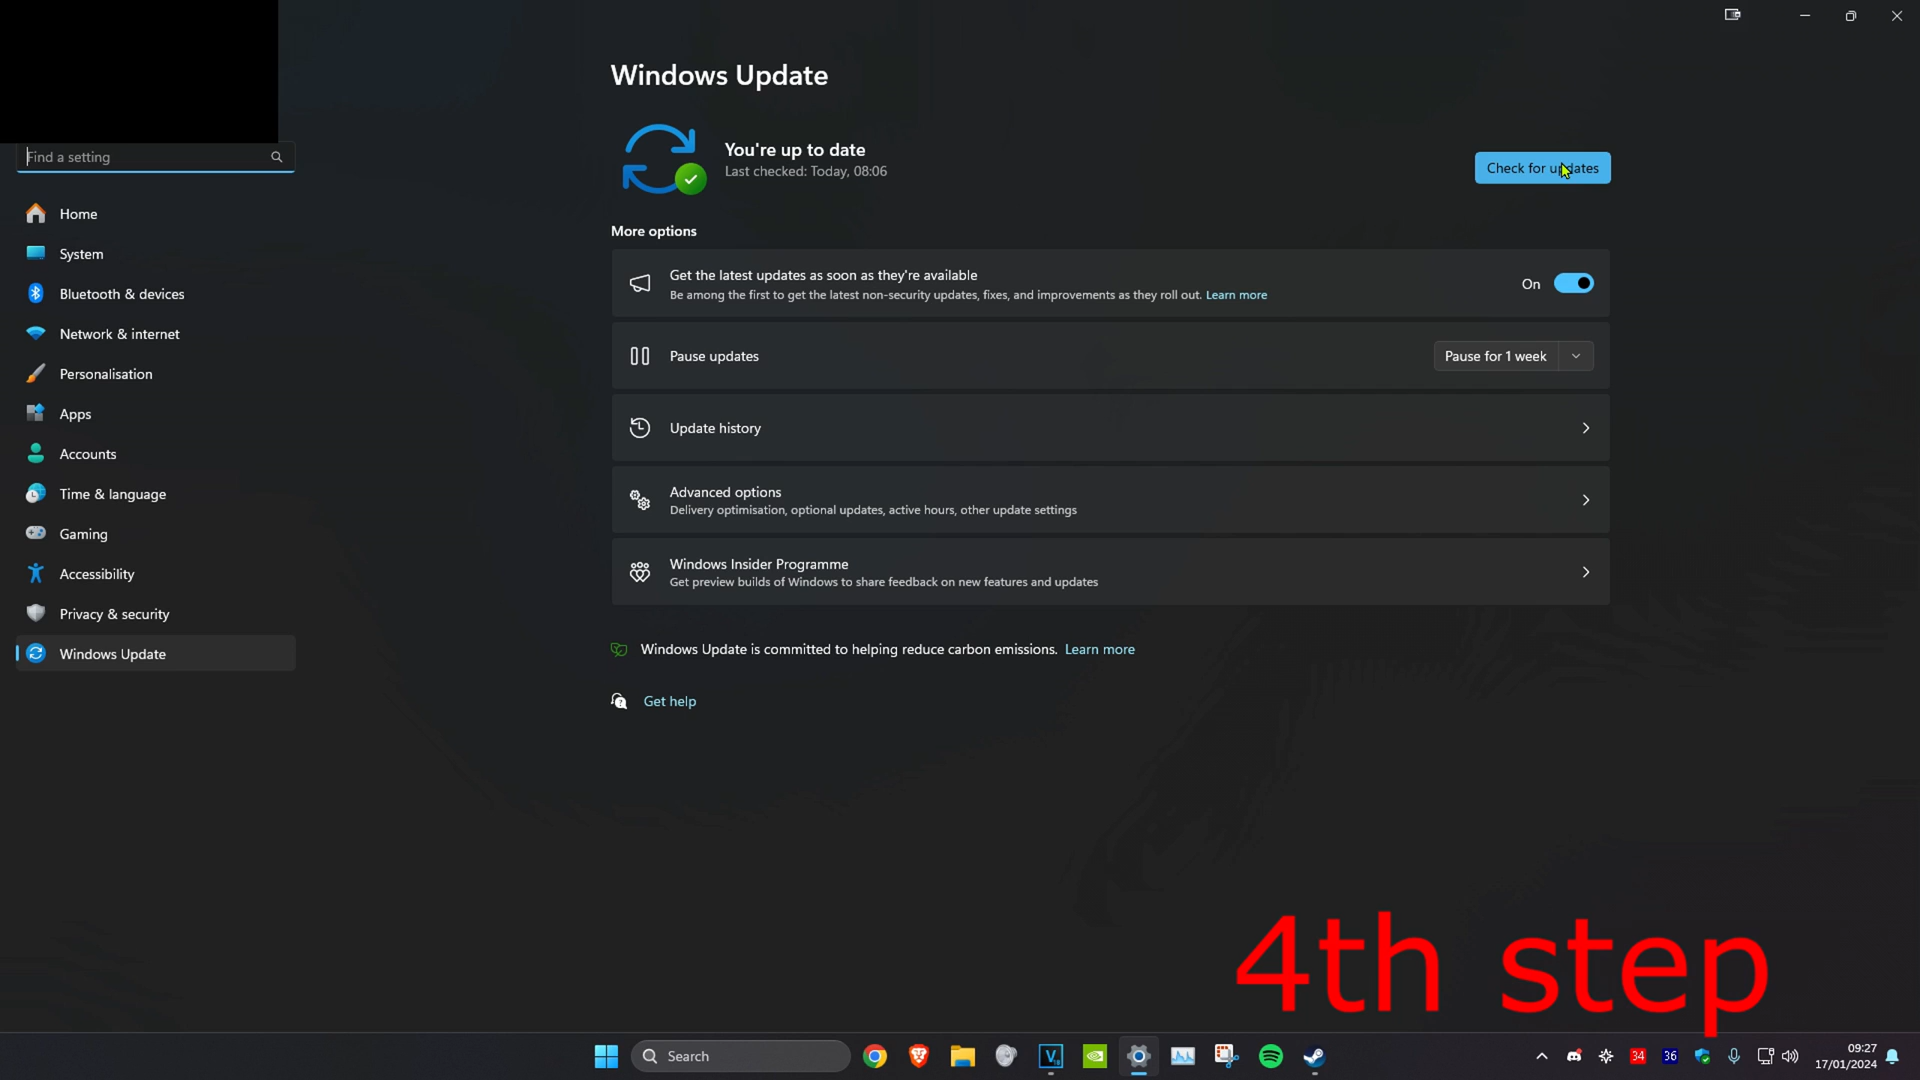 Windows Update
Find a setting
You're up to date
Last checked: Today, 08:06
Check for updates
Home
System
Bluetooth & devices
Network & internet
Personalisation
Apps
Accounts
Time & language
Gaming
Accessibility
Privacy & security
Windows Update
More options
Get the latest updates as soon as they're available
Be among the first to get the latest non-security updates, fixes, and improvements as they roll out. Learn more
On
Pause updates
Pause for 1 week
Update history
Advanced options
Delivery optimisation, optional updates, active hours, other update settings
Windows Insider Programme
Get preview builds of Windows to share feedback on new features and updates
Windows Update is committed to helping reduce carbon emissions. Learn more
Get help
4th step
Search
34
36
09:27
17/01/2024